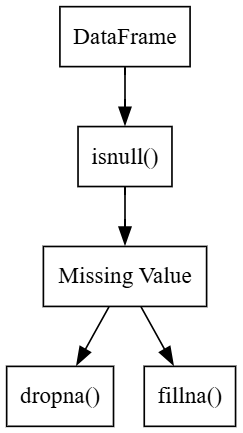 DataFrame
isnull()
Missing Value
dropna()
fillna()